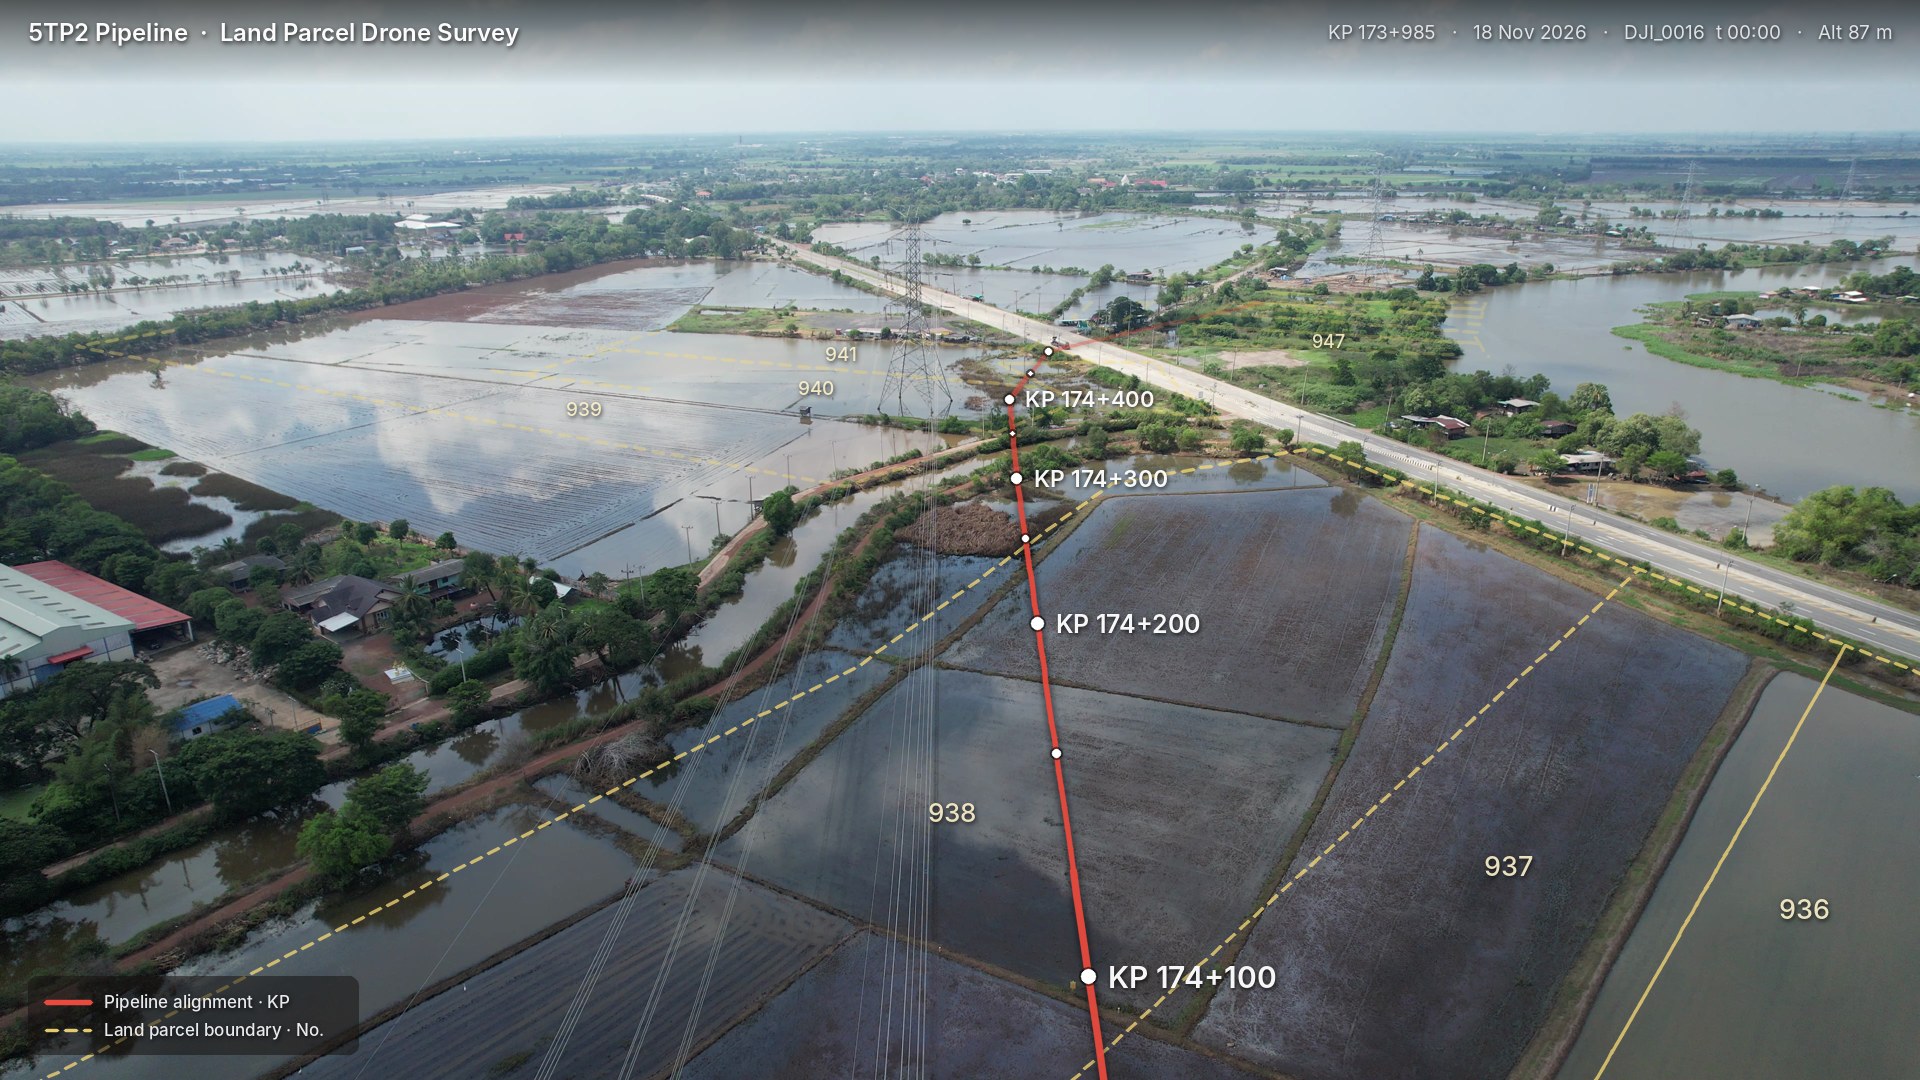 5TP2 Pipeline · Land Parcel Drone Survey
KP 173+985 · 18 Nov 2026 · DJI_0016 t 00:00 · Alt 87 m
947
941
940
939
KP 174+400
KP 174+300
KP 174+200
938
937
936
KP 174+100
Pipeline alignment · KP
Land parcel boundary · No.